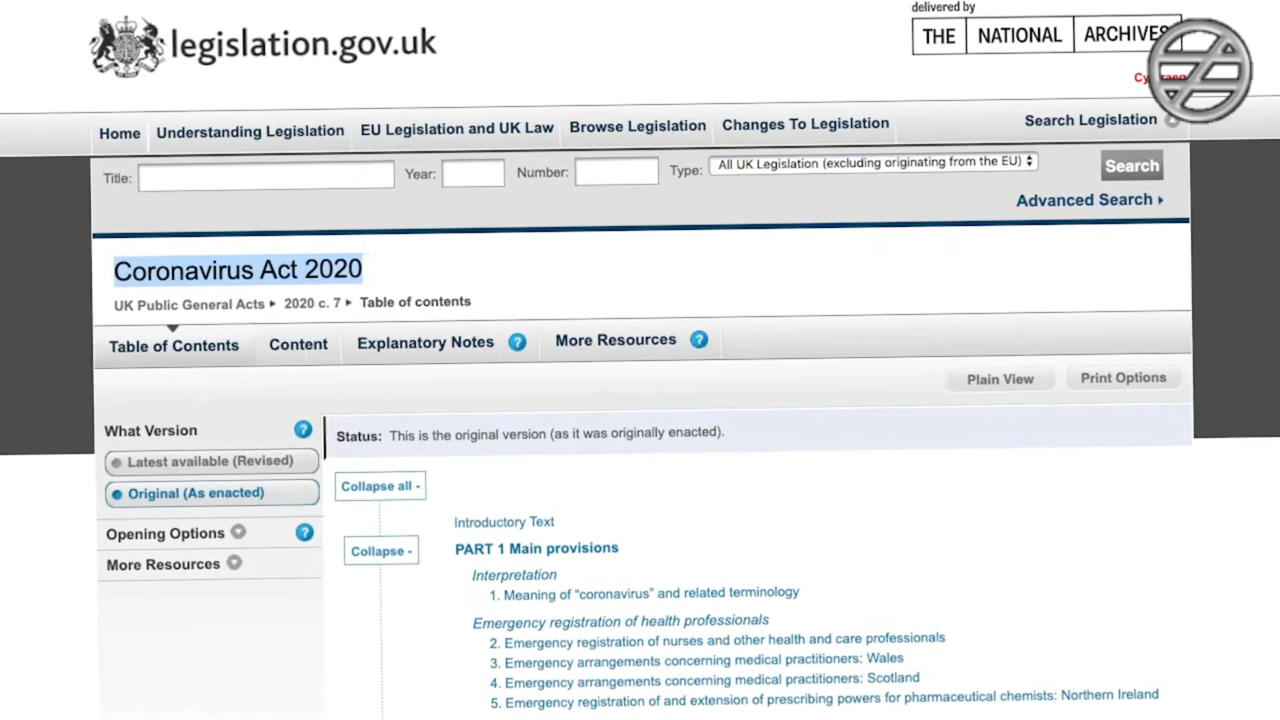 delivered by
legislation.gov.uk
THE NATIONAL ARCHIVES
Home Understanding Legislation EU Legislation and UK Law Browse Legislation Changes To Legislation Search Legislation
Title: Year: Number: Type: All UK Legislation (excluding originating from the EU) Search
Advanced Search
Coronavirus Act 2020
UK Public General Acts 2020 c. 7 Table of contents
Table of Contents Content Explanatory Notes ? More Resources ?
Plain View Print Options
What Version ?
Status: This is the original version (as it was originally enacted).
Latest available (Revised)
Original (As enacted)
Collapse all -
Opening Options ?
More Resources
Introductory Text
Collapse -
PART 1 Main provisions
Interpretation
1. Meaning of “coronavirus” and related terminology
Emergency registration of health professionals
2. Emergency registration of nurses and other health and care professionals
3. Emergency arrangements concerning medical practitioners: Wales
4. Emergency arrangements concerning medical practitioners: Scotland
5. Emergency registration of and extension of prescribing powers for pharmaceutical chemists: Northern Ireland